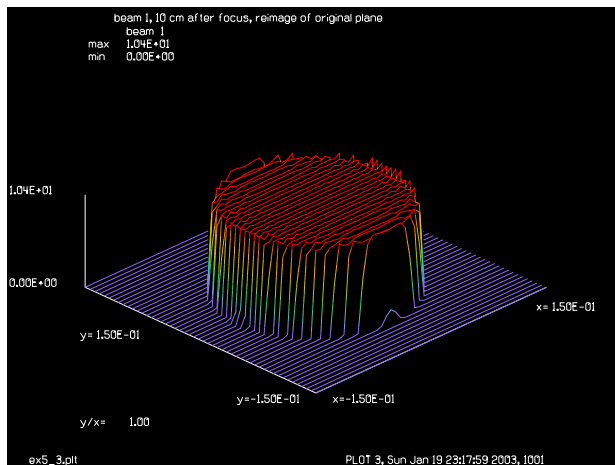 beam 1, 10 cm after focus, reimage of original plane
beam 1
max 1.04E+01
min 0.00E+00
1.04E+01
0.00E+00
x= 1.50E-01
y= 1.50E-01
y=-1.50E-01 x=-1.50E-01
y/x= 1.00
ex5_3.plt PLOT 3, Sun Jan 19 23:17:59 2003, 1001